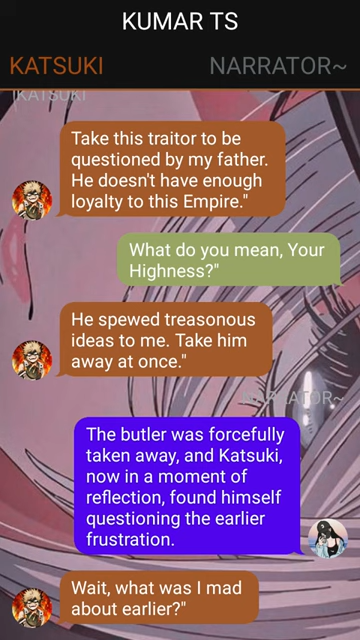 KUMAR TS
KATSUKI
NARRATOR~
KATSUKI
Take this traitor to be
questioned by my father.
He doesn't have enough
loyalty to this Empire."
What do you mean, Your
Highness?"
He spewed treasonous
ideas to me. Take him
away at once."
NARRATOR~
The butler was forcefully
taken away, and Katsuki,
now in a moment of
reflection, found himself
questioning the earlier
frustration.
Wait, what was I mad
about earlier?"